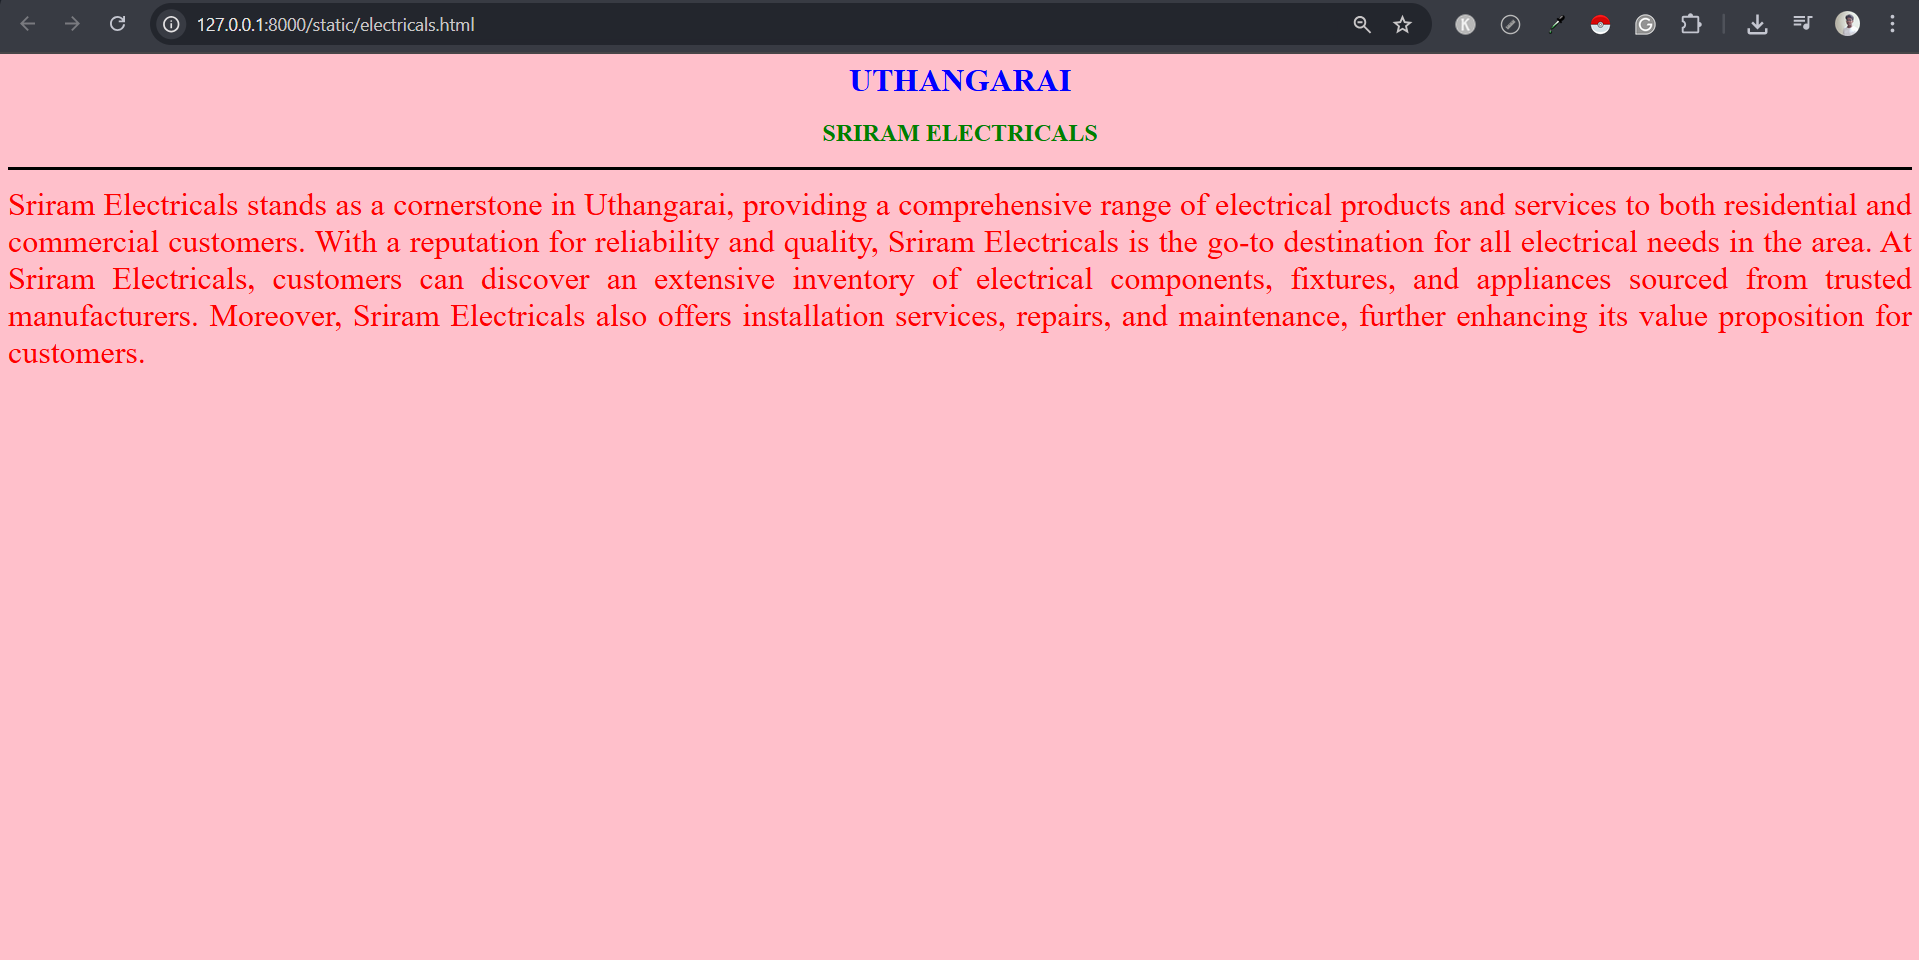 127.0.0.1:8000/static/electricals.html
K
G
UTHANGARAI
SRIRAM ELECTRICALS
Sriram Electricals stands as a cornerstone in Uthangarai, providing a comprehensive range of electrical products and services to both residential and
commercial customers. With a reputation for reliability and quality, Sriram Electricals is the go-to destination for all electrical needs in the area. At
Sriram Electricals, customers can discover an extensive inventory of electrical components, fixtures, and appliances sourced from trusted
manufacturers. Moreover, Sriram Electricals also offers installation services, repairs, and maintenance, further enhancing its value proposition for
customers.